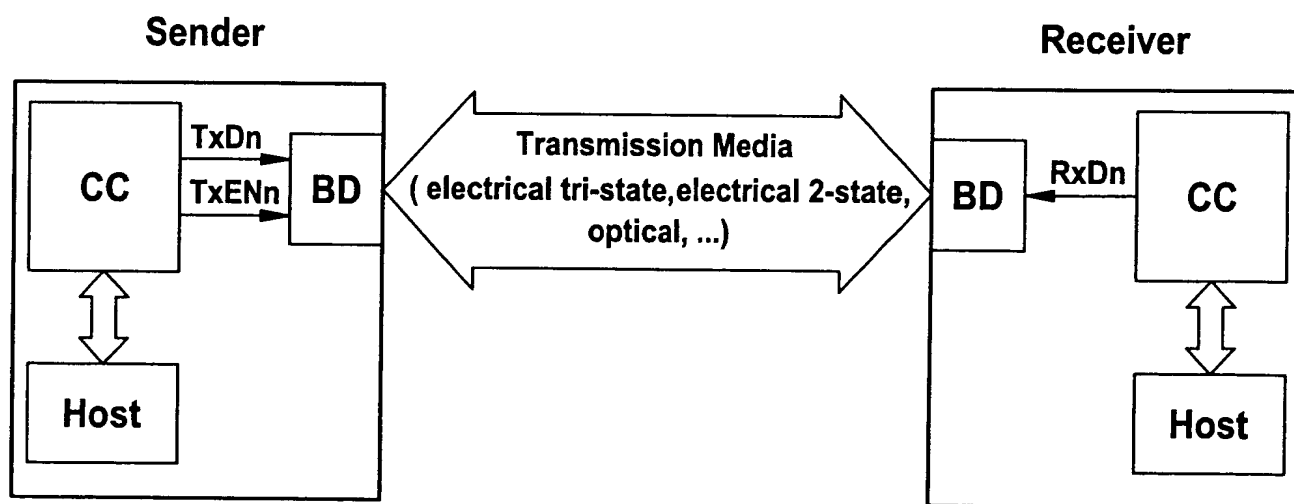 Sender
Receiver
CC
TxDn
TxENn
BD
Host
Transmission Media
( electrical tri-state,electrical 2-state,
optical, ...)
BD
RxDn
CC
Host